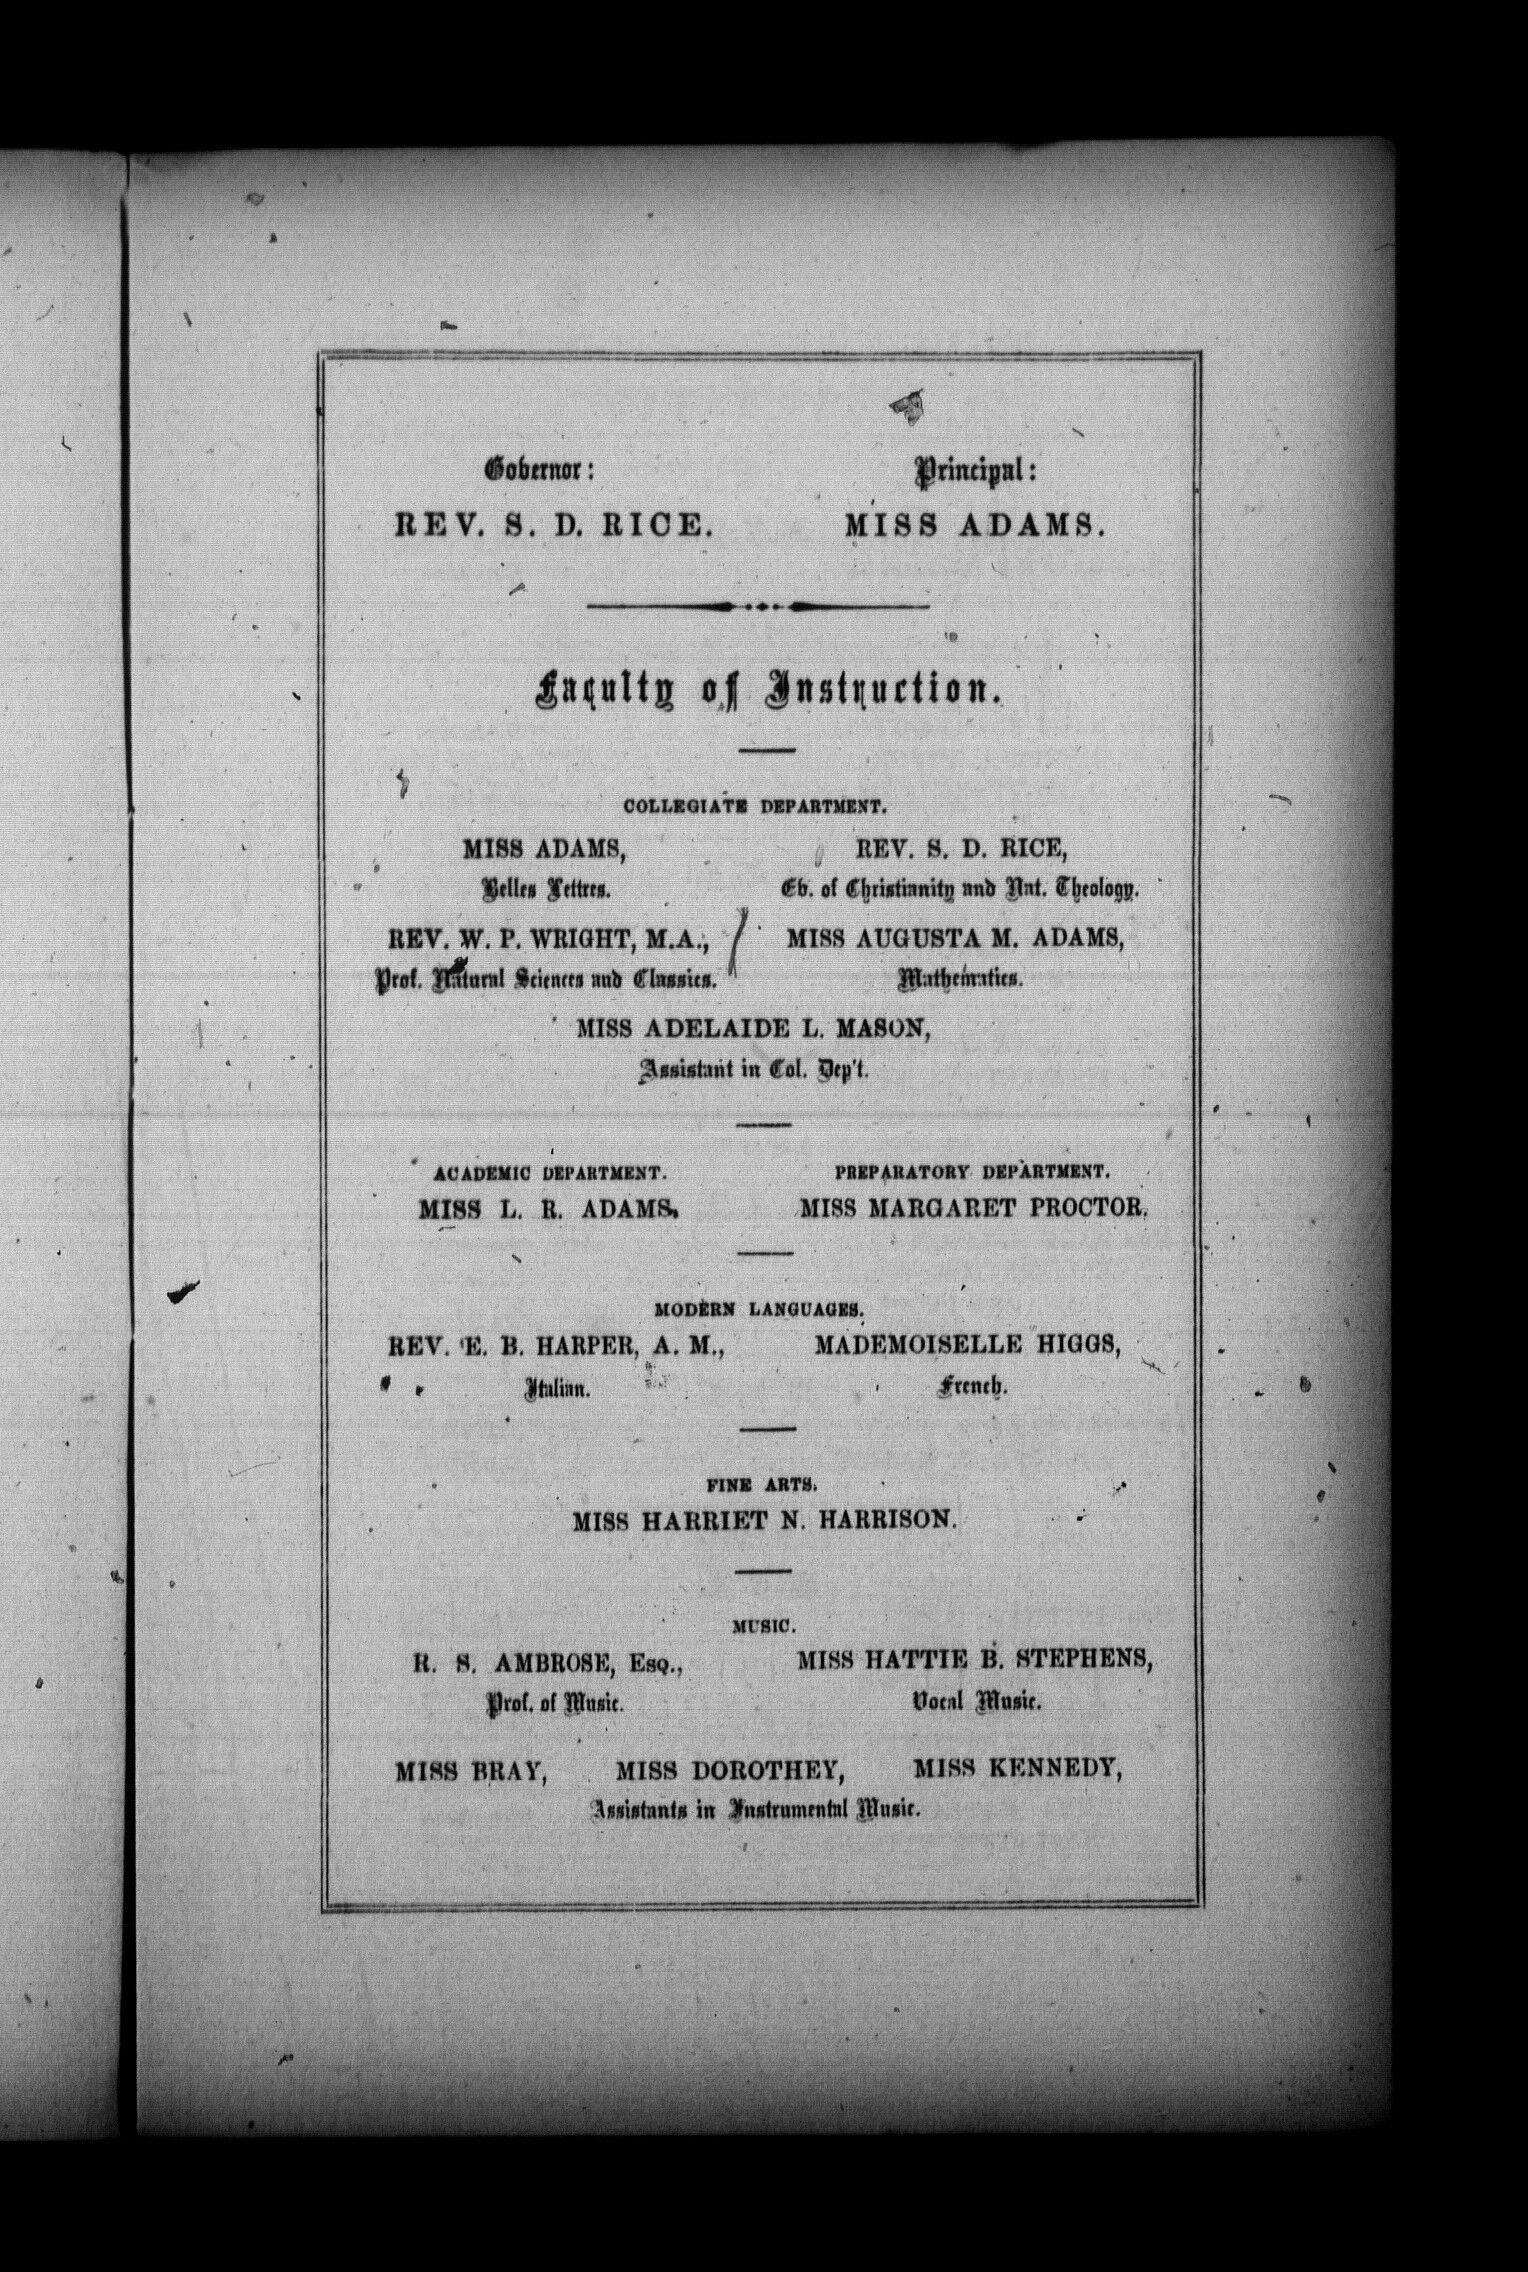 Governor: Principal:
REV. S. D. RICE. MISS ADAMS.
Faculty of Instruction.
COLLEGIATE DEPARTMENT.
MISS ADAMS, REV. S. D. RICE,
Belles Lettres. Ev. of Christianity and Nat. Theology.
REV. W. P. WRIGHT, M.A., MISS AUGUSTA M. ADAMS,
Prof. Natural Sciences and Classics. Mathematics.
MISS ADELAIDE L. MASON,
Assistant in Col. Dep't.
ACADEMIC DEPARTMENT. PREPARATORY DEPARTMENT.
MISS L. R. ADAMS, MISS MARGARET PROCTOR.
MODERN LANGUAGES.
REV. E. B. HARPER, A. M., MADEMOISELLE HIGGS,
Italian. French.
FINE ARTS.
MISS HARRIET N. HARRISON.
MUSIC.
R. S. AMBROSE, Esq., MISS HATTIE B. STEPHENS,
Prof. of Music. Vocal Music.
MISS BRAY, MISS DOROTHEY, MISS KENNEDY,
Assistants in Instrumental Music.